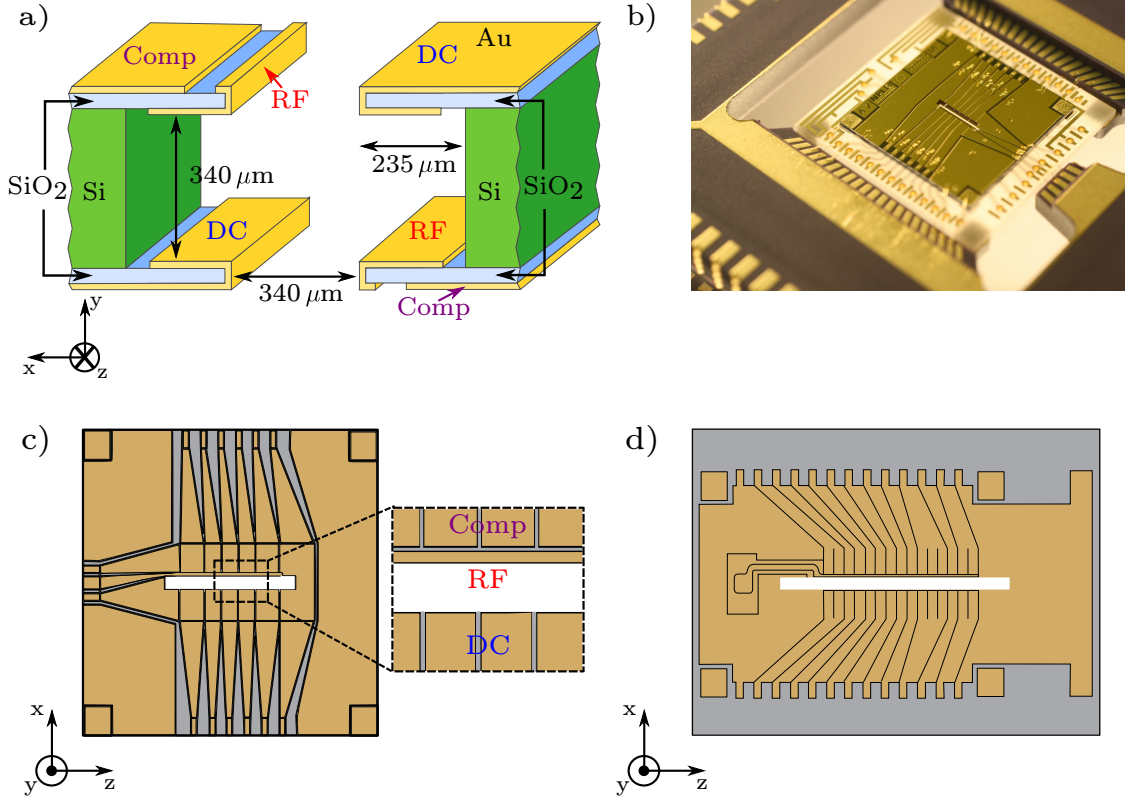 a)
Comp
RF
DC
Au
SiO2
Si
340 μm
235 μm
Si
SiO2
DC
RF
340 μm
Comp
y
x
z
b)
c)
Comp
RF
DC
x
y
z
d)
x
y
z